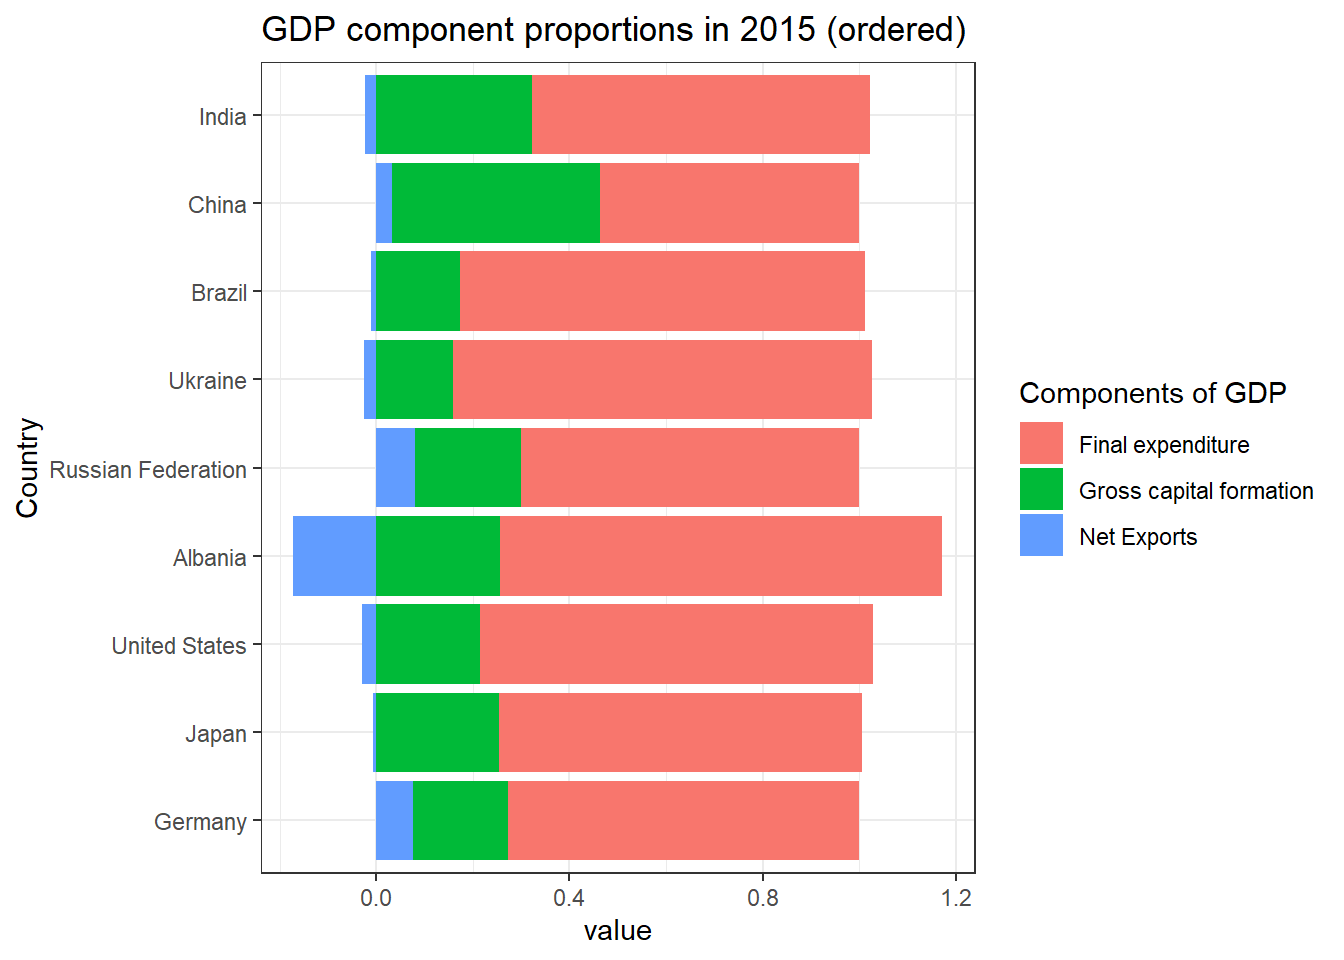 GDP component proportions in 2015 (ordered)
India
China
Brazil
Ukraine
Russian Federation
Albania
United States
Japan
Germany
Country
0.0 0.4 0.8 1.2
value
Components of GDP
Final expenditure
Gross capital formation
Net Exports